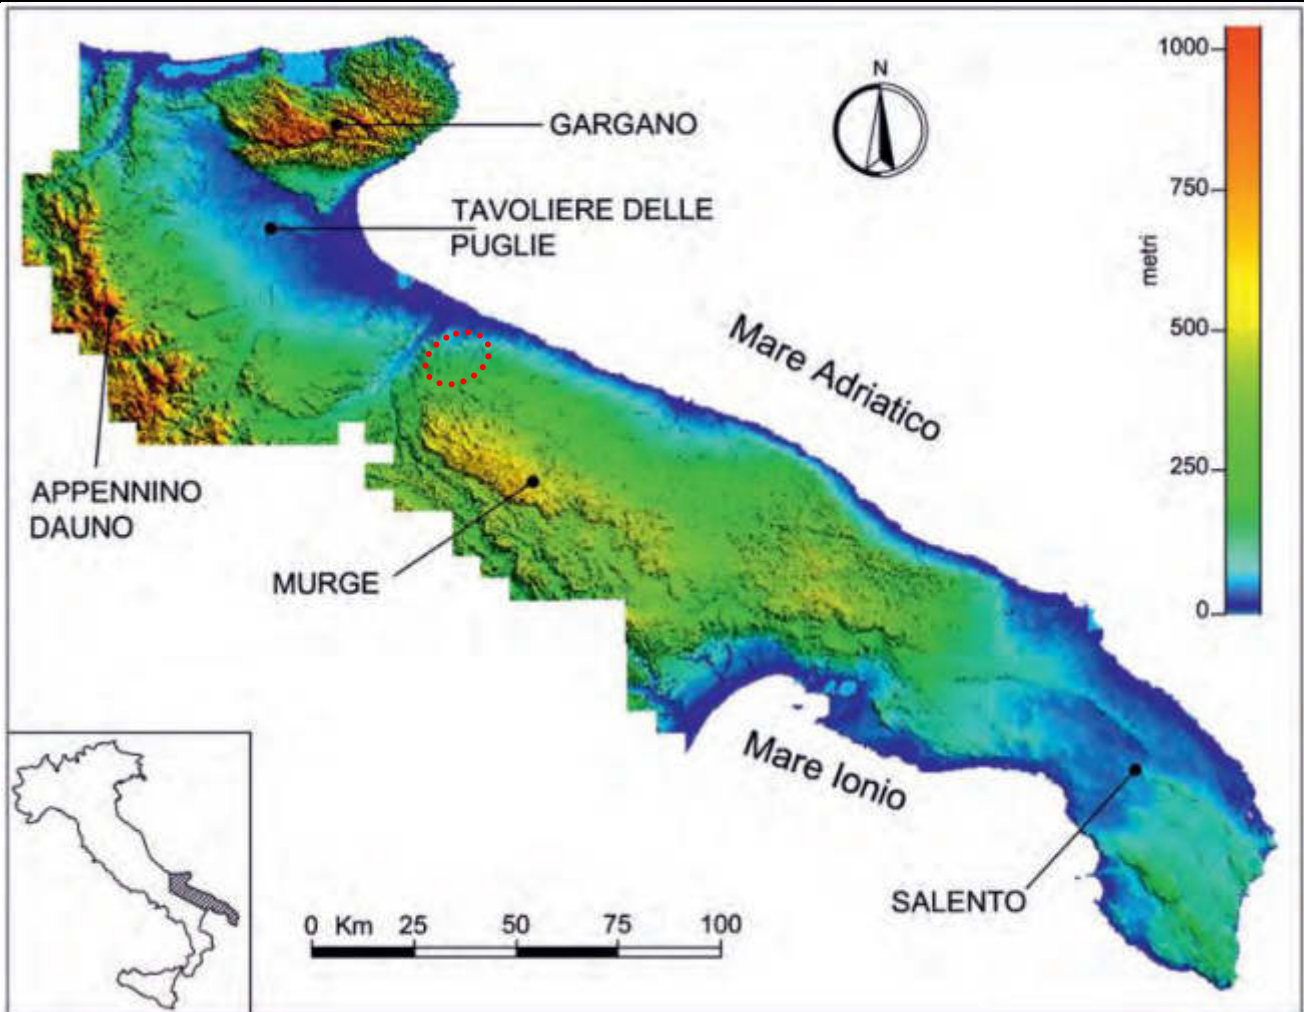 1000
N
GARGANO
750
TAVOLIERE DELLE
PUGLIE
metri
500
Mare Adriatico
250
APPENNINO
DAUNO
MURGE
0
Mare Ionio
SALENTO
0 Km 25 50 75 100